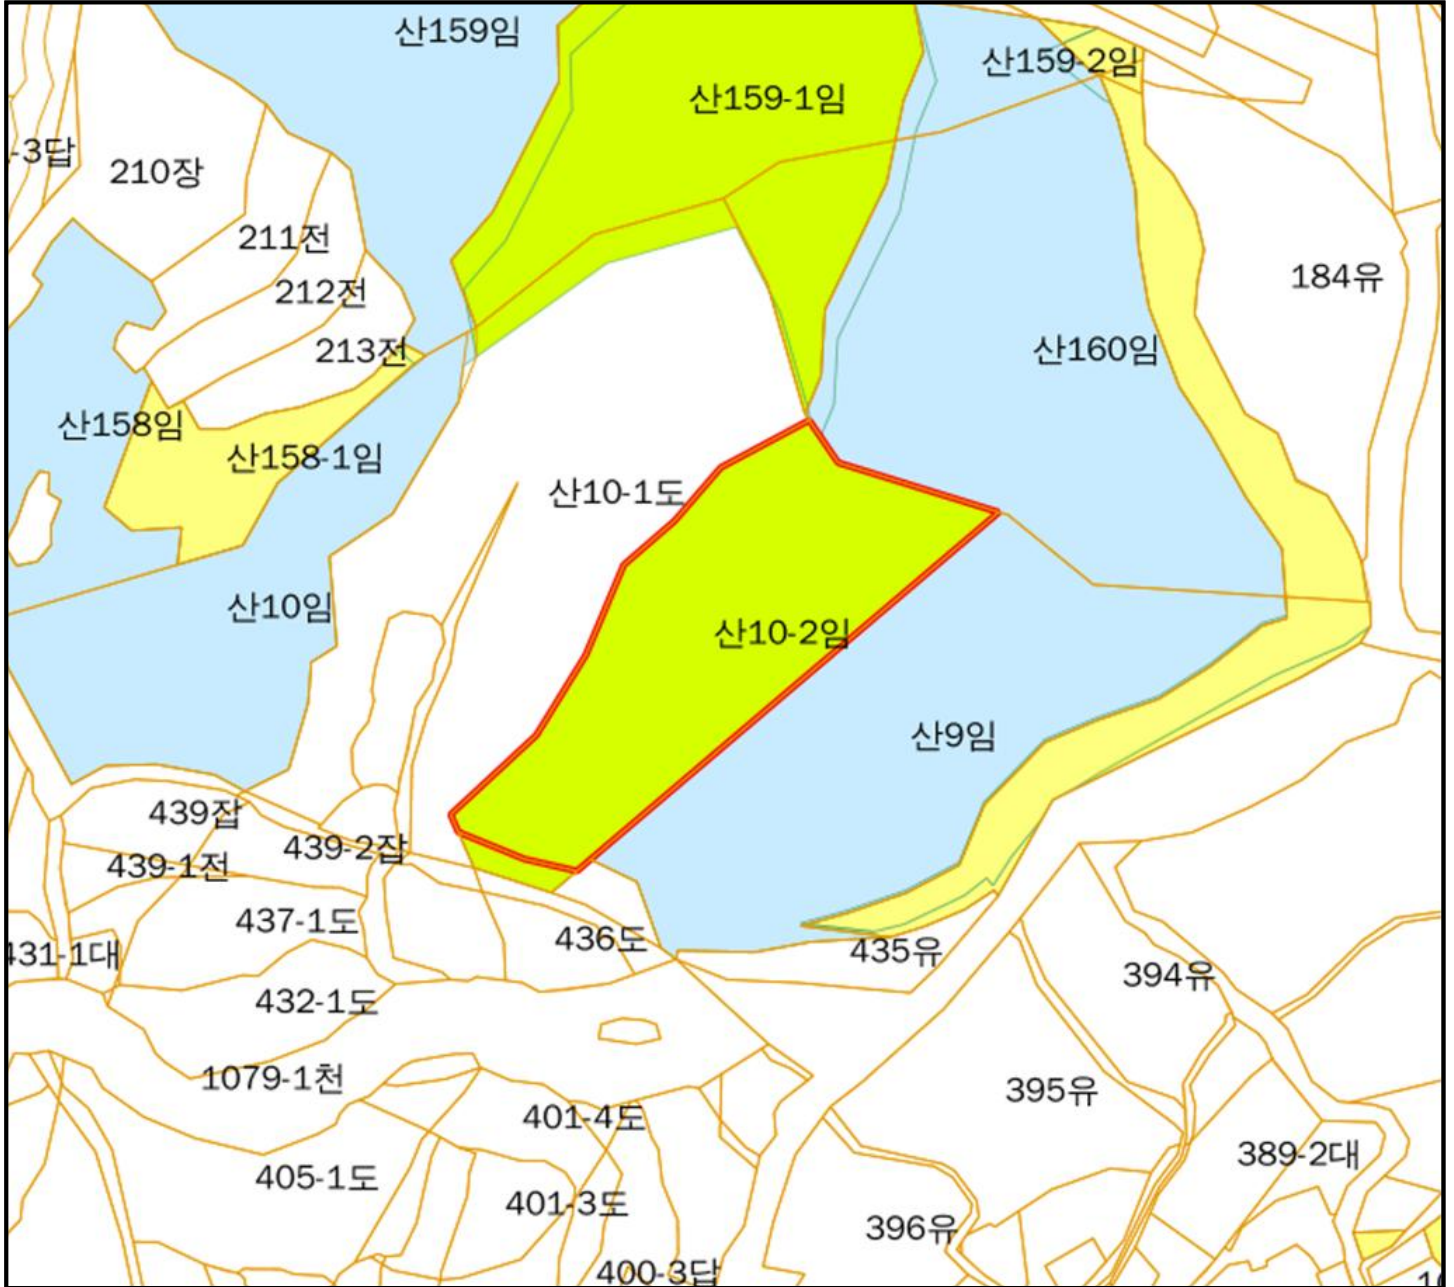 산159임
산159-2임
산159-1임
-3답
210장
211전
184유
212전
213전
산160임
산158임
산158-1임
산10-1도
산10임
산10-2임
산9임
439잡
439-2잡
439-1전
437-1도
436도
431-1대
435유
394유
432-1도
1079-1천
395유
401-4도
389-2대
405-1도
401-3도
396유
400-3답